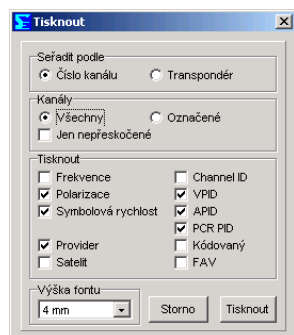 Tisknout
Seřadit podle
Číslo kanálu Transpondér
Kanály
Všechny Označené
Jen nepřeskočené
Tisknout
Frekvence Channel ID
Polarizace VPID
Symbolová rychlost APID
PCR PID
Provider Kódovaný
Satelit FAV
Výška fontu
4 mm Storno Tisknout